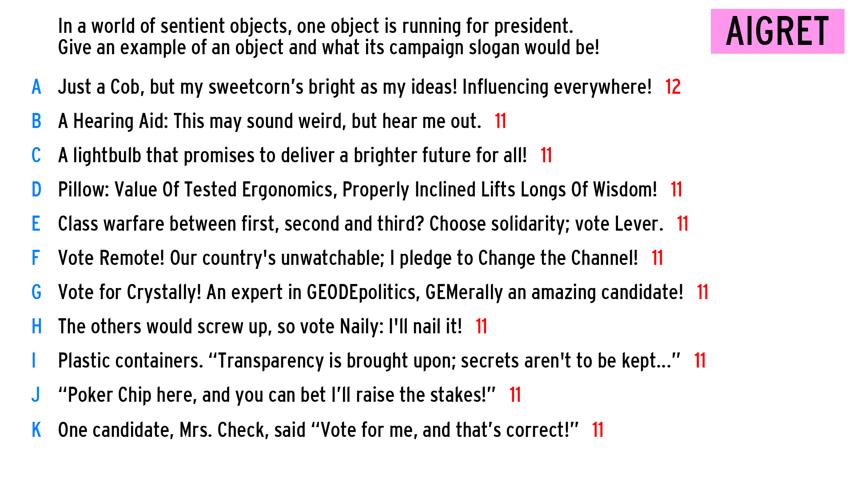 In a world of sentient objects, one object is running for president.
Give an example of an object and what its campaign slogan would be!
AIGRET
A Just a Cob, but my sweetcorn's bright as my ideas! Influencing everywhere! 12
B A Hearing Aid: This may sound weird, but hear me out. 11
C A lightbulb that promises to deliver a brighter future for all! 11
D Pillow: Value Of Tested Ergonomics, Properly Inclined Lifts Longs Of Wisdom! 11
E Class warfare between first, second and third? Choose solidarity; vote Lever. 11
F Vote Remote! Our country's unwatchable; I pledge to Change the Channel! 11
G Vote for Crystally! An expert in GEODEpolitics, GEMerally an amazing candidate! 11
H The others would screw up, so vote Naily: I'll nail it! 11
I Plastic containers. “Transparency is brought upon; secrets aren't to be kept...” 11
J “Poker Chip here, and you can bet I'll raise the stakes!” 11
K One candidate, Mrs. Check, said “Vote for me, and that's correct!” 11